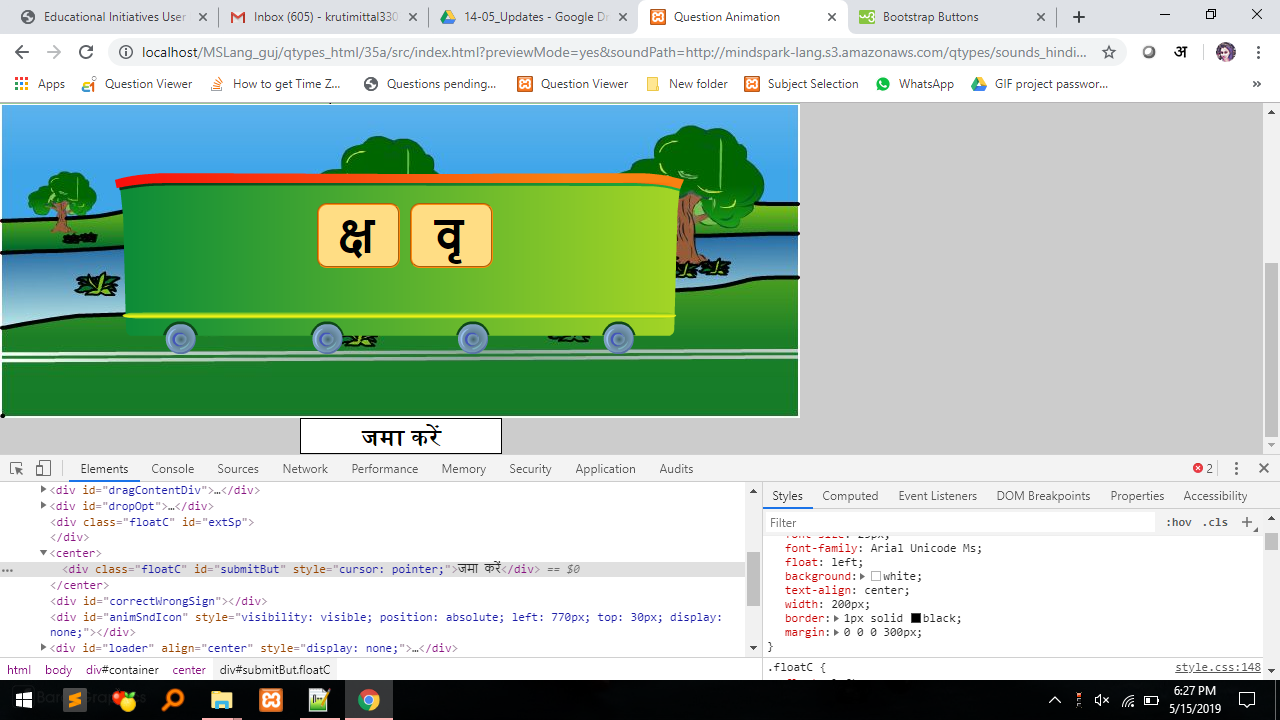 Educational Initiatives User
Inbox (605) - krutimittal330
14-05_Updates - Google Dr
Question Animation
Bootstrap Buttons
localhost/MSLang_guj/qtypes_html/35a/src/index.html?previewMode=yes&soundPath=http://mindspark-lang.s3.amazonaws.com/qtypes/sounds_hindi...
अ
Apps
Question Viewer
How to get Time Z...
Questions pending...
Question Viewer
New folder
Subject Selection
WhatsApp
GIF project passwor...
»
क्ष वृ
जमा करें
Elements Console Sources Network Performance Memory Security Application Audits 2
<div id="dragContentDiv">…</div>
<div id="dropOpt">…</div>
<div class="floatC" id="extSp">
</div>
<center>
<div class="floatC" id="submitBut" style="cursor: pointer;">जमा करें</div> == $0
</center>
<div id="correctWrongSign"></div>
<div id="animSndIcon" style="visibility: visible; position: absolute; left: 770px; top: 30px; display:
none;"></div>
<div id="loader" align="center" style="display: none;">…</div>
html body div#container center div#submitBut.floatC
Styles Computed Event Listeners DOM Breakpoints Properties Accessibility
Filter :hov .cls
font-family: Arial Unicode Ms;
float: left;
background: white;
text-align: center;
width: 200px;
border: 1px solid black;
margin: 0 0 0 300px;
}
.floatC { style.css:148
6:27 PM
5/15/2019